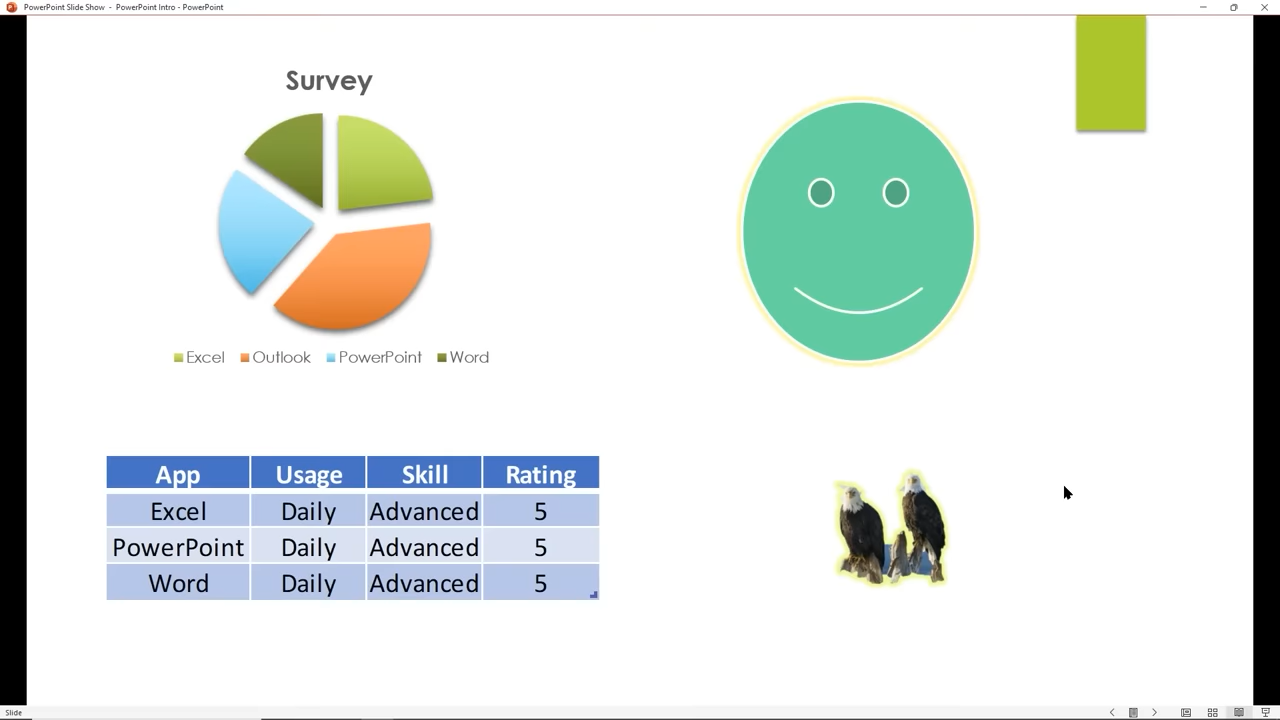 PowerPoint Slide Show - PowerPoint Intro - PowerPoint
Survey
Excel Outlook PowerPoint Word
App Usage Skill Rating
Excel Daily Advanced 5
PowerPoint Daily Advanced 5
Word Daily Advanced 5
Slide